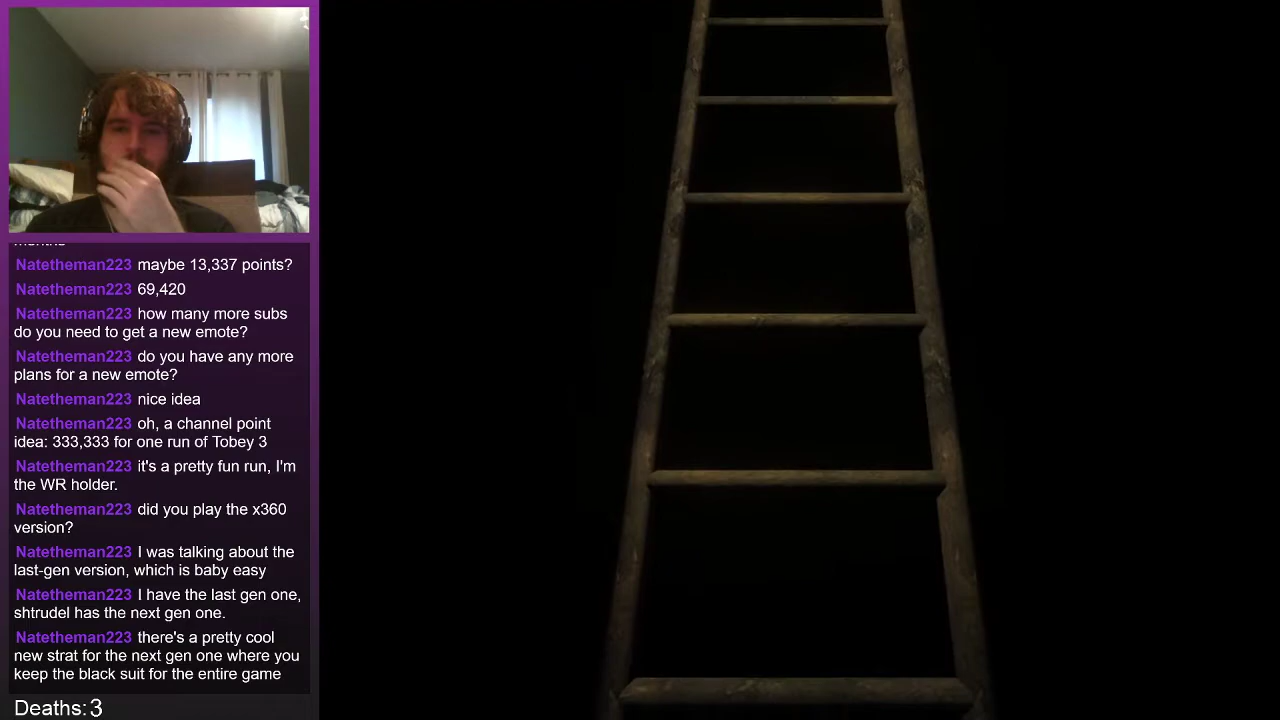 Natetheman223 maybe 13,337 points?
Natetheman223 69,420
Natetheman223 how many more subs
do you need to get a new emote?
Natetheman223 do you have any more
plans for a new emote?
Natetheman223 nice idea
Natetheman223 oh, a channel point
idea: 333,333 for one run of Tobey 3
Natetheman223 it's a pretty fun run, I'm
the WR holder.
Natetheman223 did you play the x360
version?
Natetheman223 I was talking about the
last-gen version, which is baby easy
Natetheman223 I have the last gen one,
shtrudel has the next gen one.
Natetheman223 there's a pretty cool
new strat for the next gen one where you
keep the black suit for the entire game
Deaths:3